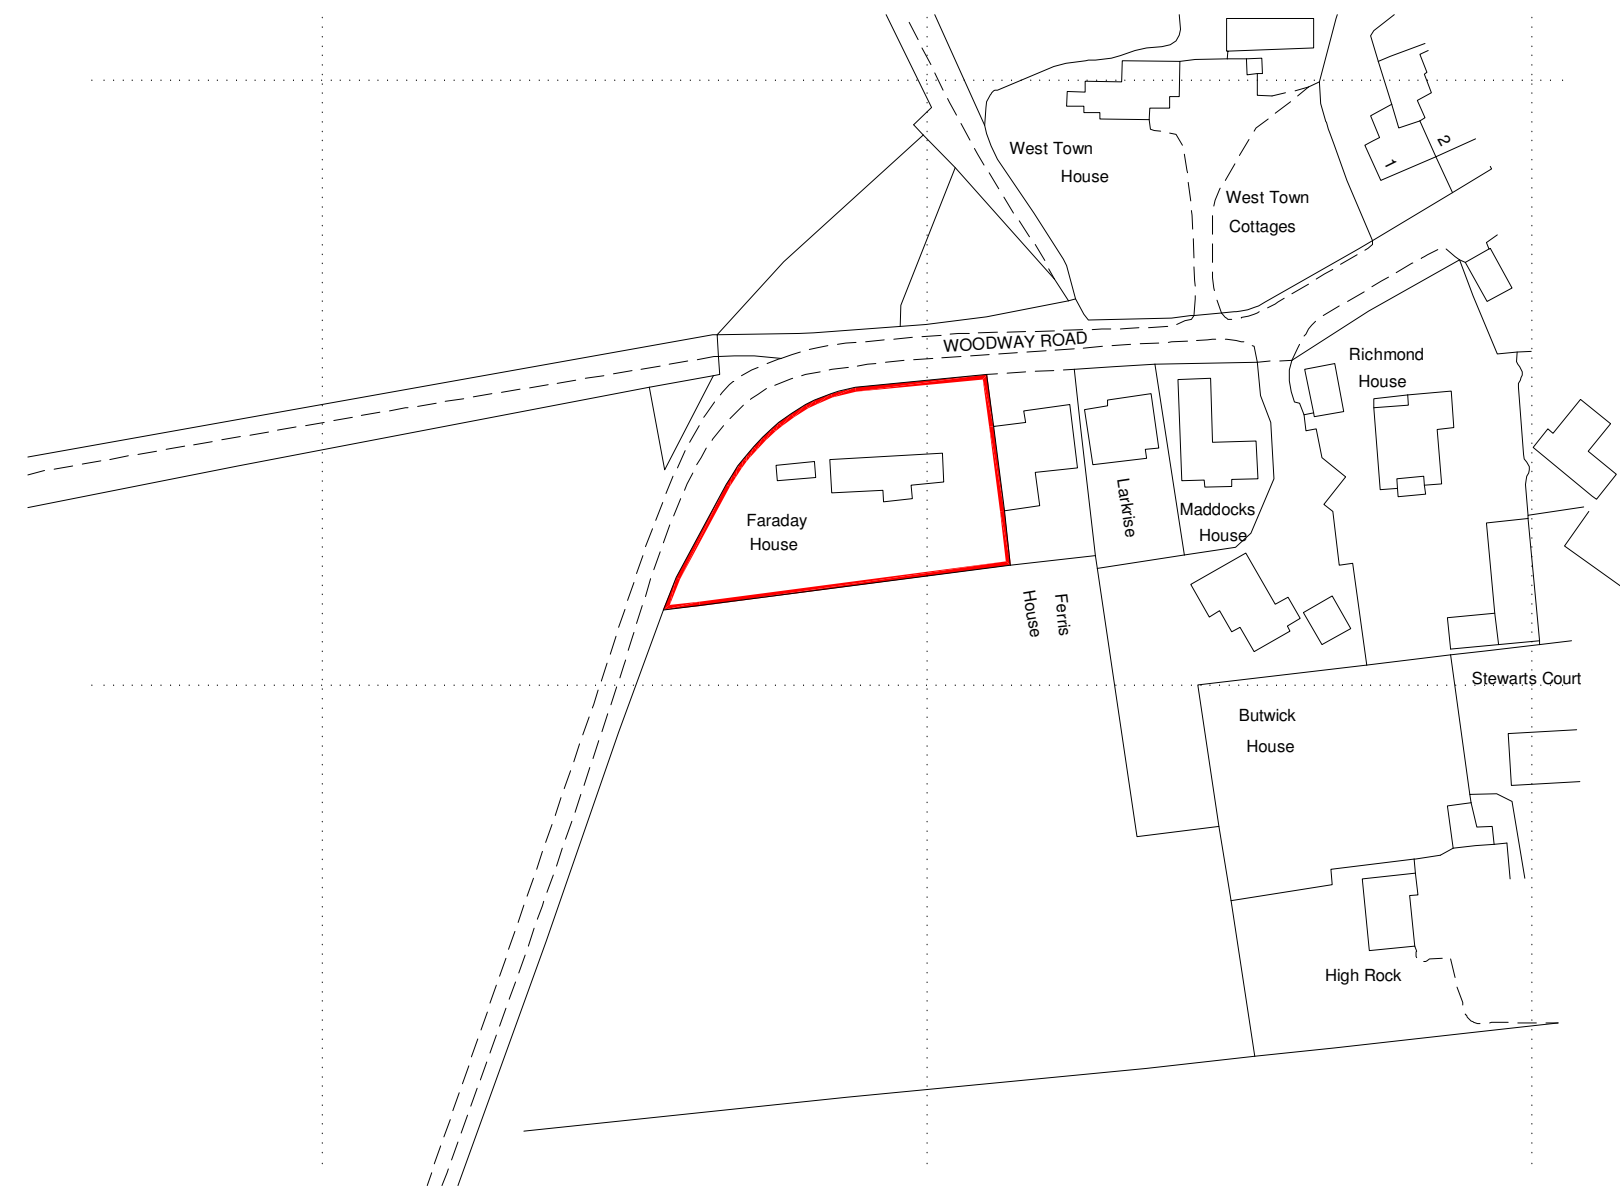 West Town
House
2
1
West Town
Cottages
WOODWAY ROAD
Richmond
House
Larkrise
Maddocks
House
Faraday
House
Ferris
House
Stewarts Court
Butwick
House
High Rock